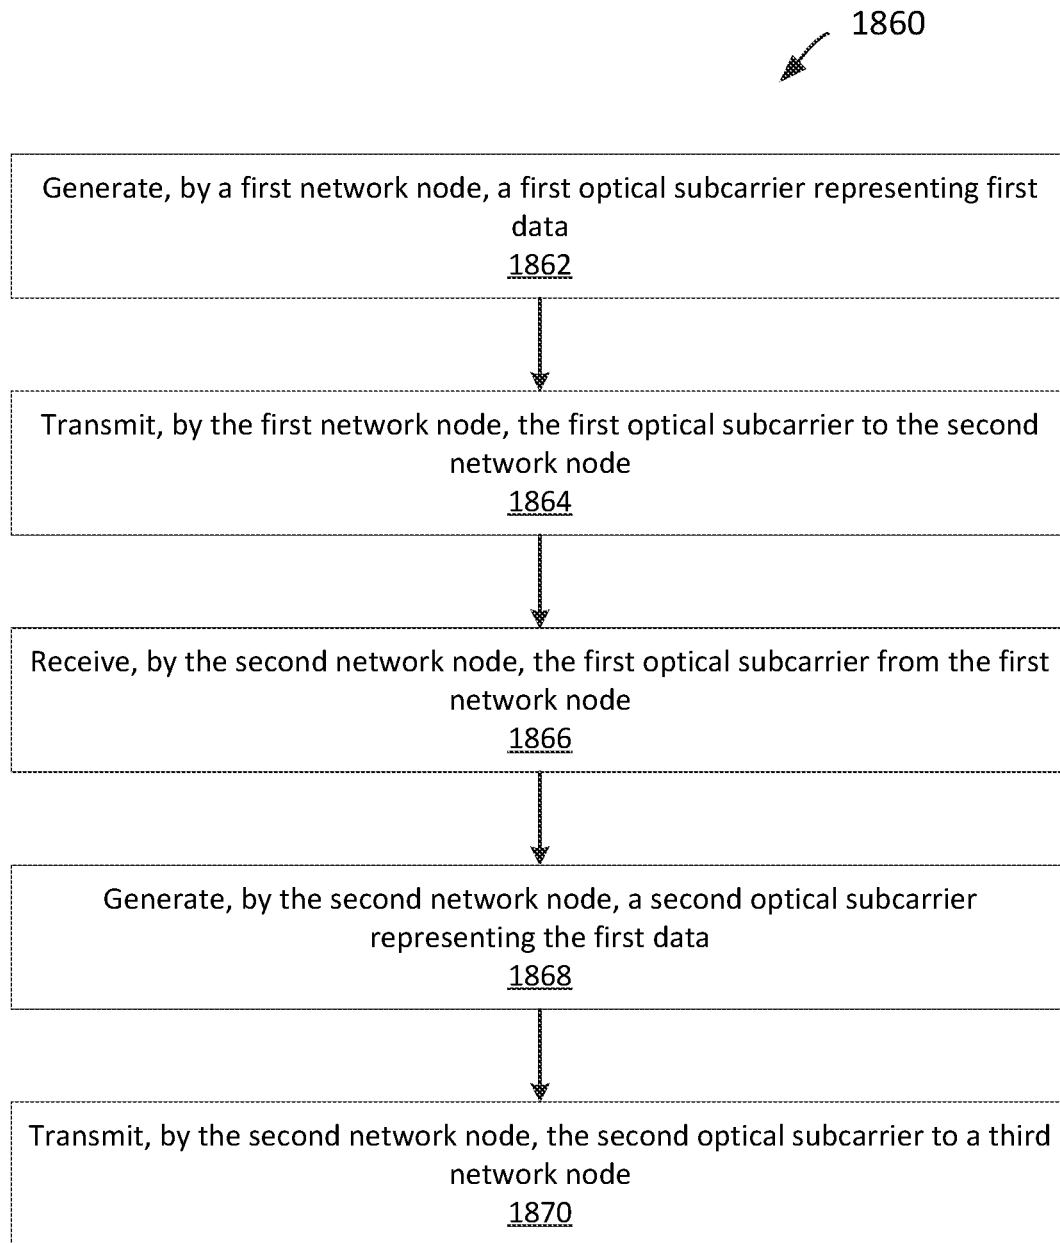 1860
Generate, by a first network node, a first optical subcarrier representing first
data
1862
Transmit, by the first network node, the first optical subcarrier to the second
network node
1864
Receive, by the second network node, the first optical subcarrier from the first
network node
1866
Generate, by the second network node, a second optical subcarrier
representing the first data
1868
Transmit, by the second network node, the second optical subcarrier to a third
network node
1870